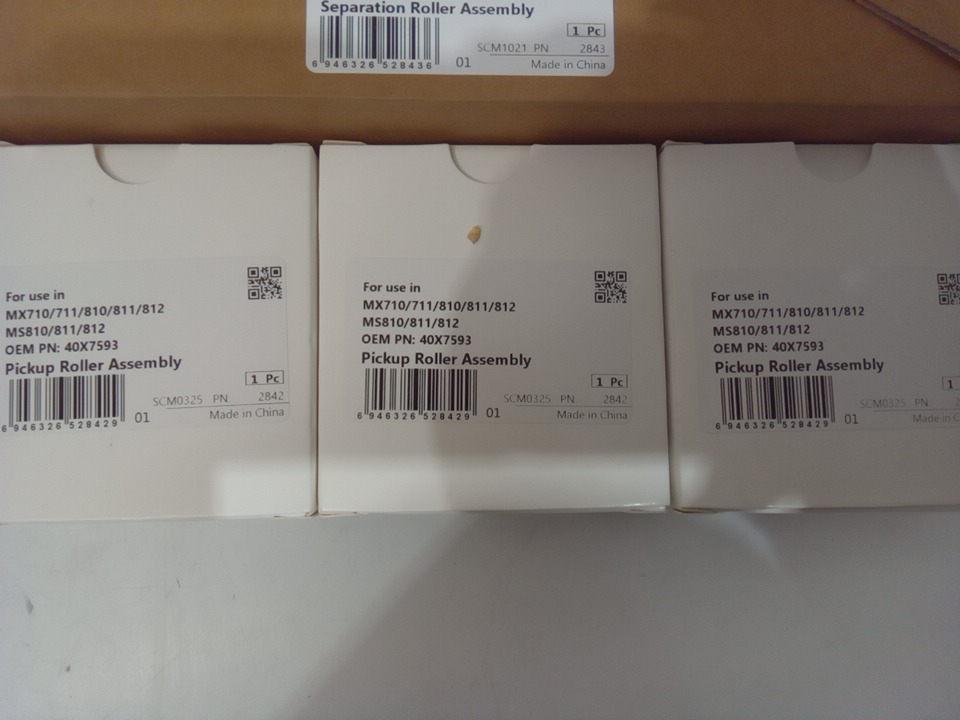 Separation Roller Assembly
1 Pc
SCM1021 PN 2843
6 946326 528436 01 Made in China
For use in
MX710/711/810/811/812
MS810/811/812
OEM PN: 40X7593
Pickup Roller Assembly
1 Pc
SCM0325 PN 2842
6 946326 528429 01 Made in China
For use in
MX710/711/810/811/812
MS810/811/812
OEM PN: 40X7593
Pickup Roller Assembly
1 Pc
SCM0325 PN 2842
6 946326 528429 01 Made in China
For use in
MX710/711/810/811/812
MS810/811/812
OEM PN: 40X7593
Pickup Roller Assembly
1
SCM0325 PN
6 946326 528429 01 Made in C